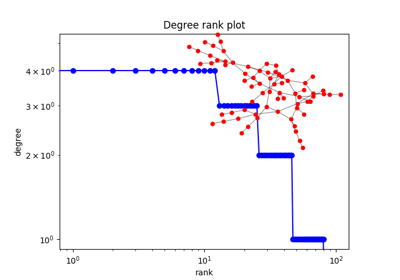 Degree rank plot
degree
4 × 10⁰
3 × 10⁰
2 × 10⁰
10⁰
10⁰
10¹
10²
rank